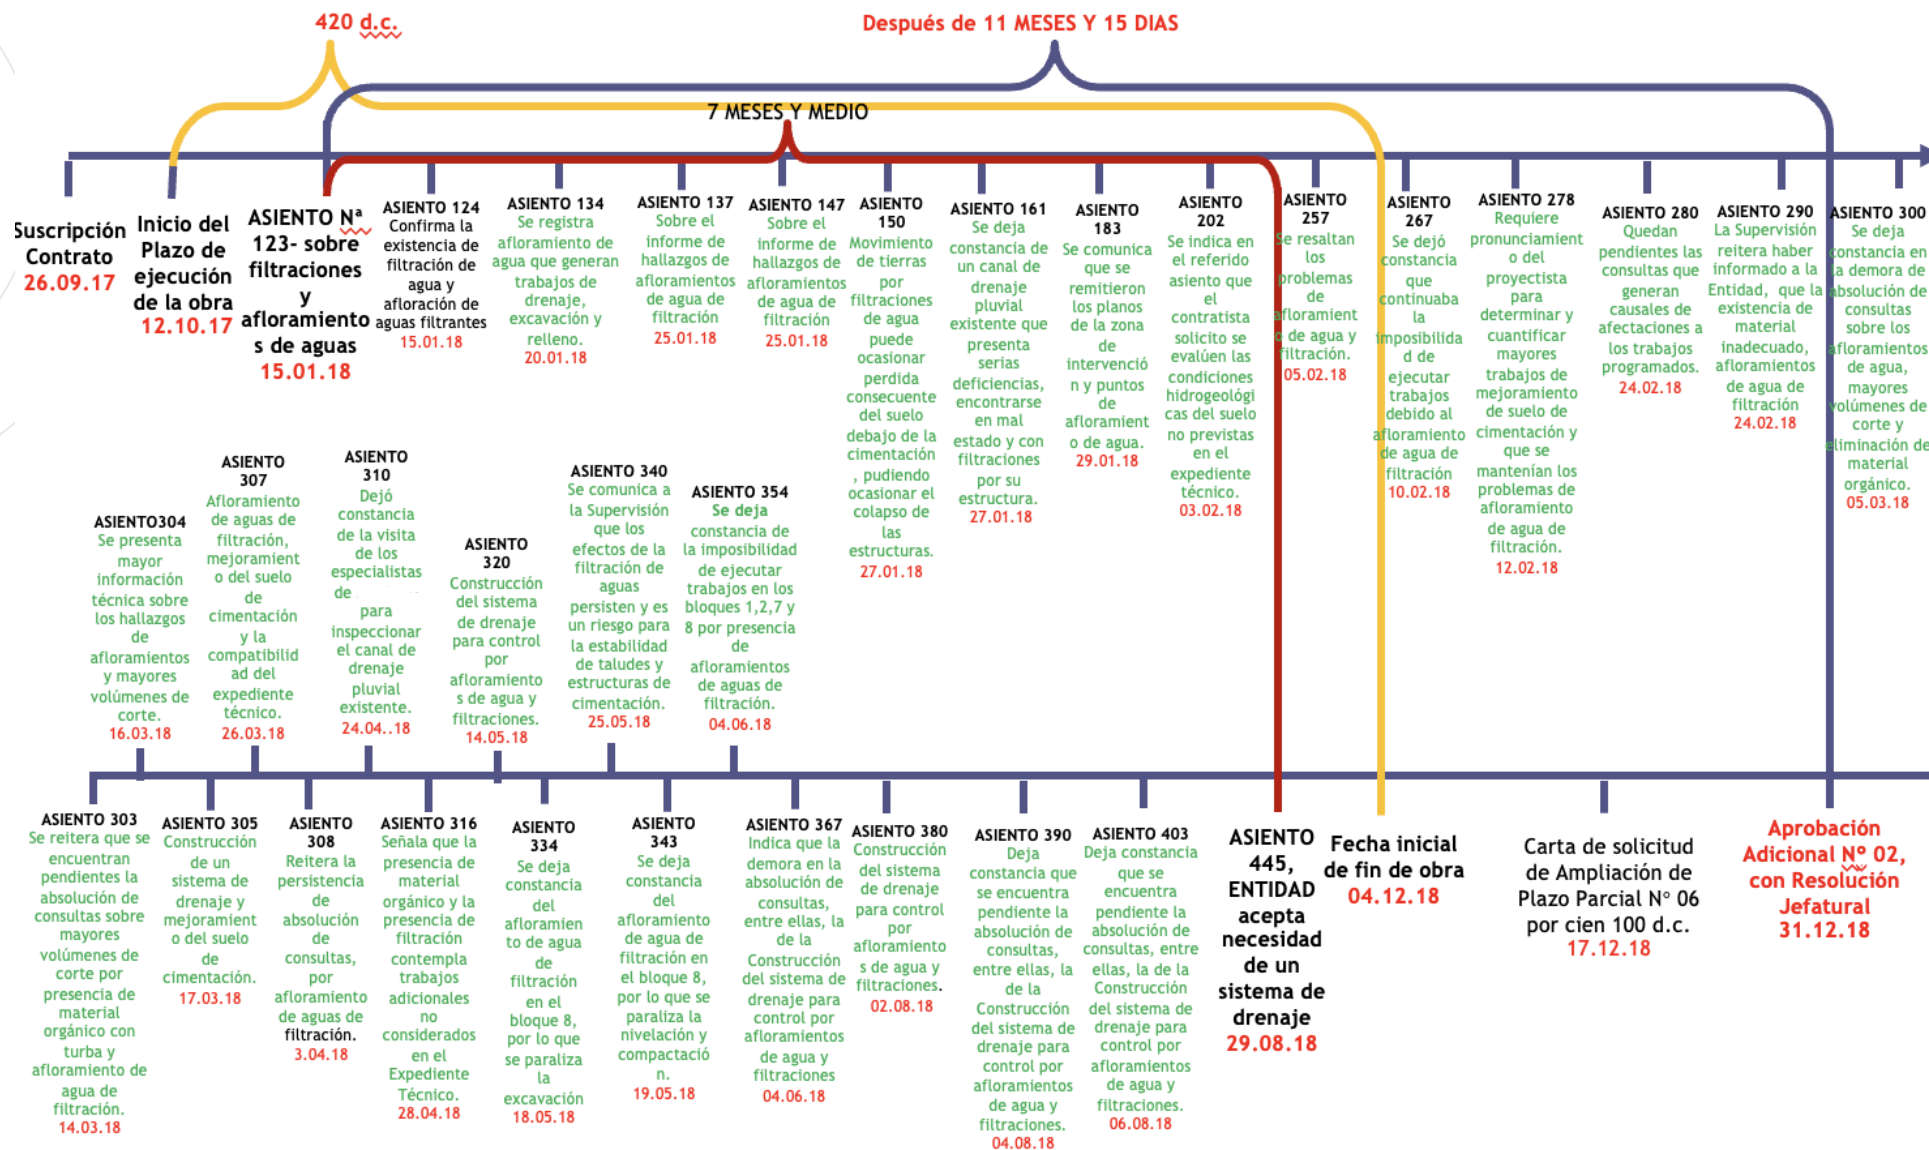 420 d.c.
Después de 11 MESES Y 15 DIAS
7 MESES Y MEDIO
Suscripción
Contrato
26.09.17
Inicio del
Plazo de
ejecución
de la obra
12.10.17
ASIENTO Nª
123- sobre
filtraciones
y
afloramiento
s de aguas
15.01.18
ASIENTO 124
Confirma la
existencia de
filtración de
agua y
afloración de
aguas filtrantes
15.01.18
ASIENTO 134
Se registra
afloramiento de
agua que generan
trabajos de
drenaje,
excavación y
relleno.
20.01.18
ASIENTO 137
Sobre el
informe de
hallazgos de
afloramientos
de agua de
filtración
25.01.18
ASIENTO 147
Sobre el
informe de
hallazgos de
afloramientos
de agua de
filtración
25.01.18
ASIENTO
150
Movimiento
de tierras
por
filtraciones
de agua
puede
ocasionar
perdida
consecuente
del suelo
debajo de la
cimentación
, pudiendo
ocasionar el
colapso de
las
estructuras.
27.01.18
ASIENTO 161
Se deja
constancia de
un canal de
drenaje
pluvial
existente que
presenta
serias
deficiencias,
encontrarse
en mal
estado y con
filtraciones
por su
estructura.
27.01.18
ASIENTO
183
Se comunica
que se
remitieron
los planos
de la zona
de
intervenció
n y puntos
de
aflorament
o de agua.
29.01.18
ASIENTO
202
Se indica en
el referido
asiento que
el
contratista
solicito se
evalúen las
condiciones
hidrogeológi
cas del suelo
no previstas
en el
expediente
técnico.
03.02.18
ASIENTO
257
Se resaltan
los
problemas
de
aflorament
o de agua y
filtración.
05.02.18
ASIENTO
267
Se dejó
constancia
que
continuaba
la
imposibilida
d de
ejecutar
trabajos
debido al
afloramiento
de agua de
filtración
10.02.18
ASIENTO 278
Requiere
pronunciamient
o del
proyectista
para
determinar y
cuantificar
mayores
trabajos de
mejoramiento
de suelo de
cimentación y
que se
mantenían los
problemas de
afloramiento
de agua de
filtración.
12.02.18
ASIENTO 280
Quedan
pendientes las
consultas que
generan
causales de
afectaciones a
los trabajos
programados.
24.02.18
ASIENTO 290
La Supervisión
reitera haber
informado a la
Entidad, que la
existencia de
material
inadecuado,
afloramientos
de agua de
filtración
24.02.18
ASIENTO 300
Se deja
constancia en
la demora de
absolución de
consultas
sobre los
afloramientos
de agua,
mayores
volúmenes de
corte y
eliminación de
material
orgánico.
05.03.18
ASIENTO304
Se presenta
mayor
información
técnica sobre
los hallazgos
de
afloramientos
y mayores
volúmenes de
corte.
16.03.18
ASIENTO
307
Afloramiento
de aguas de
filtración,
mejoramient
o del suelo
de
cimentación
y la
compatibilid
ad del
expediente
técnico.
26.03.18
ASIENTO
310
Dejó
constancia
de la visita
de los
especialistas
de
para
inspeccionar
el canal de
drenaje
pluvial
existente.
24.04..18
ASIENTO
320
Construcción
del sistema
de drenaje
para control
por
afloramiento
s de agua y
filtraciones.
14.05.18
ASIENTO 340
Se comunica a
la Supervisión
que los
efectos de la
filtración de
aguas
persisten y es
un riesgo para
la estabilidad
de taludes y
estructuras de
cimentación.
25.05.18
ASIENTO 354
Se deja
constancia de
la imposibilidad
de ejecutar
trabajos en los
bloques 1,2,7 y
8 por presencia
de
afloramientos
de aguas de
filtración.
04.06.18
ASIENTO 303
Se reitera que se
encuentran
pendientes la
absolución de
consultas sobre
mayores
volúmenes de
corte por
presencia de
material
orgánico con
turba y
afloramiento de
agua de
filtración.
14.03.18
ASIENTO 305
Construcción
de un
sistema de
drenaje y
mejoramient
o del suelo
de
cimentación.
17.03.18
ASIENTO
308
Reitera la
persistencia
de
absolución
de
consultas,
por
afloramiento
de aguas de
filtración.
3.04.18
ASIENTO 316
Señala que la
presencia de
material
orgánico y la
presencia de
filtración
contempla
trabajos
adicionales
no
considerados
en el
Expediente
Técnico.
28.04.18
ASIENTO
334
Se deja
constancia
del
afloramien
to de agua
de
filtración
en el
bloque 8,
por lo que
se paraliza
la
excavación
18.05.18
ASIENTO
343
Se deja
constancia
del
afloramiento
de agua de
filtración en
el bloque 8,
por lo que se
paraliza la
nivelación y
compactació
n.
19.05.18
ASIENTO 367
Indica que la
demora en la
absolución de
consultas,
entre ellas, la
de la
Construcción
del sistema de
drenaje para
control por
afloramientos
de agua y
filtraciones
04.06.18
ASIENTO 380
Construcción
del sistema
de drenaje
para control
por
afloramiento
s de agua y
filtraciones.
02.08.18
ASIENTO 390
Deja
constancia que
se encuentra
pendiente la
absolución de
consultas,
entre ellas, la
de la
Construcción
del sistema de
drenaje para
control por
afloramientos
de agua y
filtraciones.
04.08.18
ASIENTO 403
Deja constancia
que se
encuentra
pendiente la
absolución de
consultas, entre
ellas, la de la
Construcción
del sistema de
drenaje para
control por
afloramientos
de agua y
filtraciones.
06.08.18
ASIENTO
445,
ENTIDAD
acepta
necesidad
de un
sistema de
drenaje
29.08.18
Fecha inicial
de fin de obra
04.12.18
Carta de solicitud
de Ampliación de
Plazo Parcial Nº 06
por cien 100 d.c.
17.12.18
Aprobación
Adicional Nº 02,
con Resolución
Jefatural
31.12.18